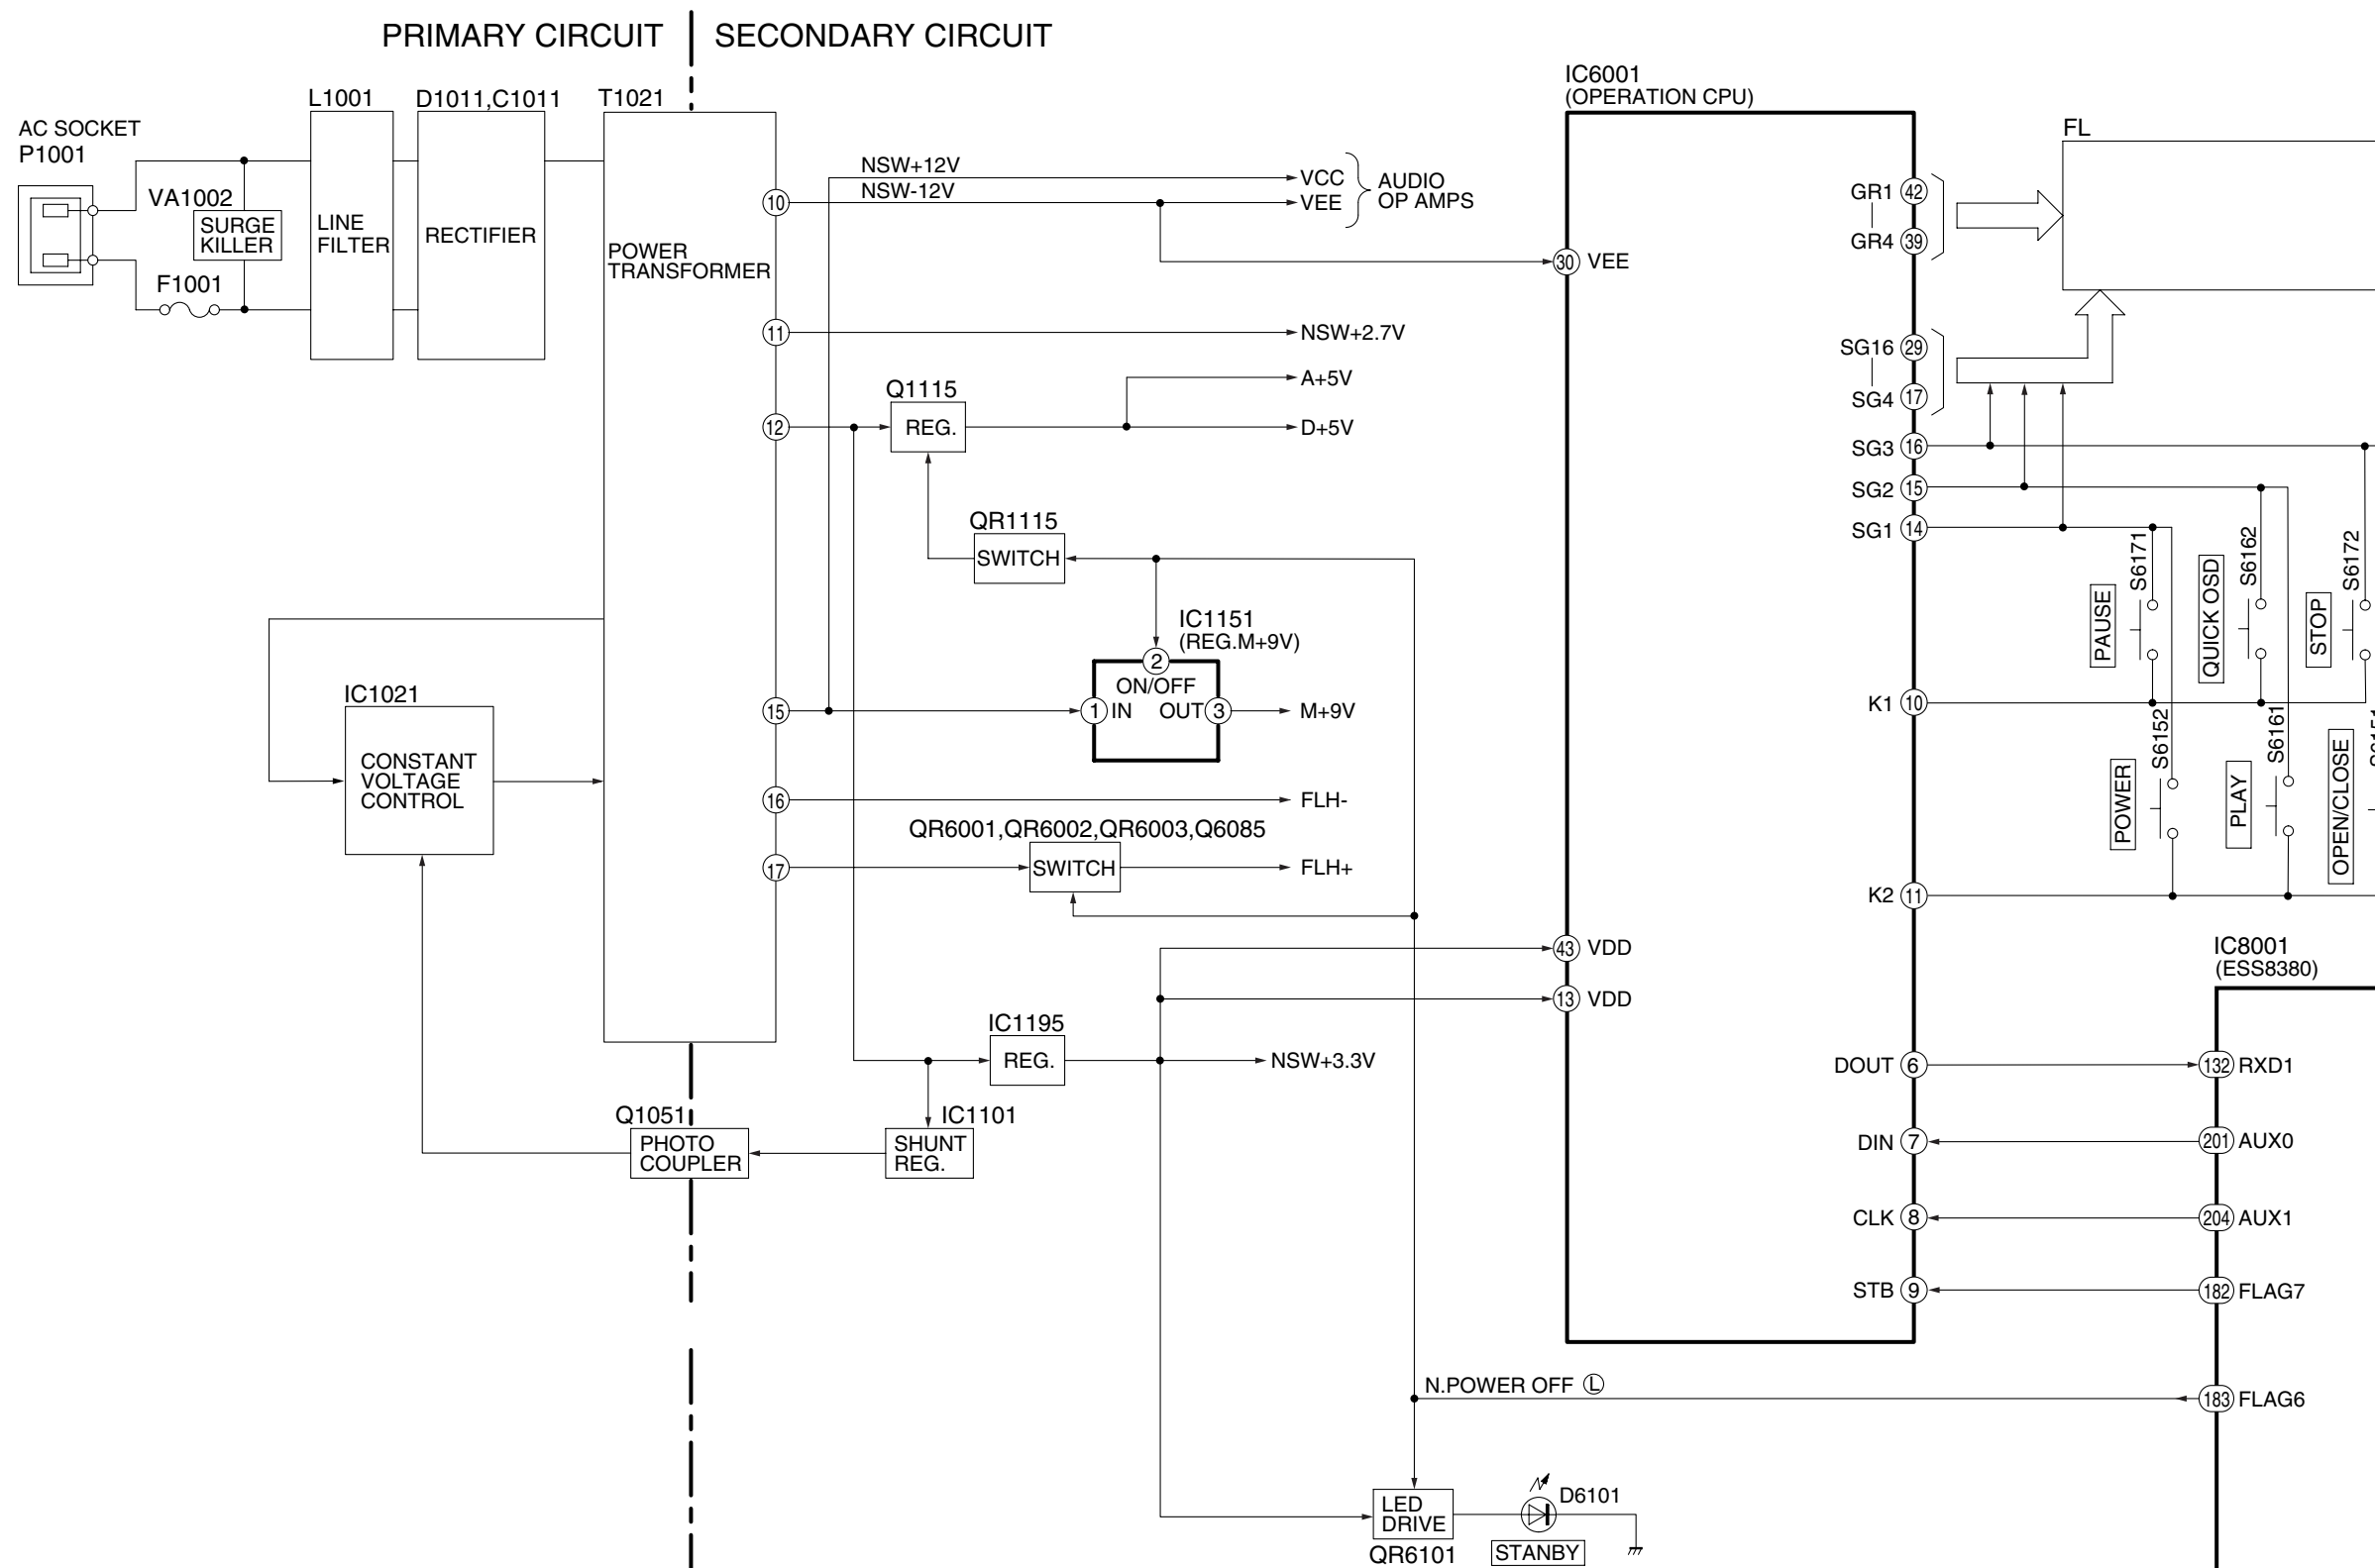 PRIMARY CIRCUIT
SECONDARY CIRCUIT
AC SOCKET
P1001
VA1002
SURGE
KILLER
F1001
L1001
LINE
FILTER
D1011,C1011
RECTIFIER
T1021
POWER
TRANSFORMER
10
11
12
15
16
17
NSW+12V
NSW-12V
VCC
VEE
AUDIO
OP AMPS
NSW+2.7V
A+5V
D+5V
Q1115
REG.
QR1115
SWITCH
IC1151
(REG.M+9V)
2
ON/OFF
1 IN
OUT 3
M+9V
FLH-
QR6001,QR6002,QR6003,Q6085
SWITCH
FLH+
IC1021
CONSTANT
VOLTAGE
CONTROL
IC1195
REG.
NSW+3.3V
Q1051
PHOTO
COUPLER
IC1101
SHUNT
REG.
IC6001
(OPERATION CPU)
30 VEE
43 VDD
13 VDD
GR1 42
GR4 39
SG16 29
SG4 17
SG3 16
SG2 15
SG1 14
K1 10
K2 11
DOUT 6
DIN 7
CLK 8
STB 9
FL
PAUSE
S6171
QUICK OSD
S6162
STOP
S6172
POWER
S6152
PLAY
S6161
OPEN/CLOSE
IC8001
(ESS8380)
132 RXD1
201 AUX0
204 AUX1
182 FLAG7
183 FLAG6
N.POWER OFF Ⓛ
LED
DRIVE
QR6101
D6101
STANBY